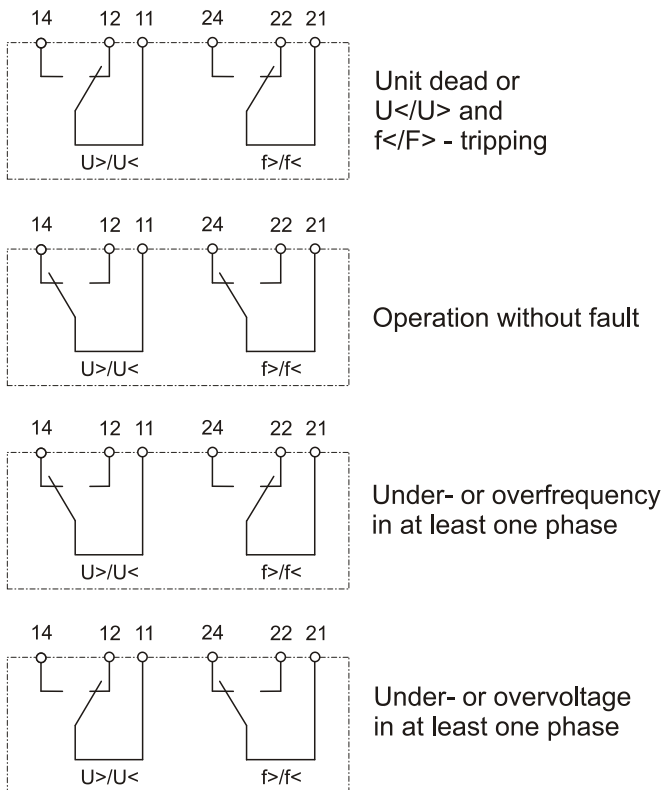 14 12 11 24 22 21
Unit dead or
U</U> and
f</F> - tripping
U>/U< f>/f<
14 12 11 24 22 21
Operation without fault
U>/U< f>/f<
14 12 11 24 22 21
Under- or overfrequency
in at least one phase
U>/U< f>/f<
14 12 11 24 22 21
Under- or overvoltage
in at least one phase
U>/U< f>/f<